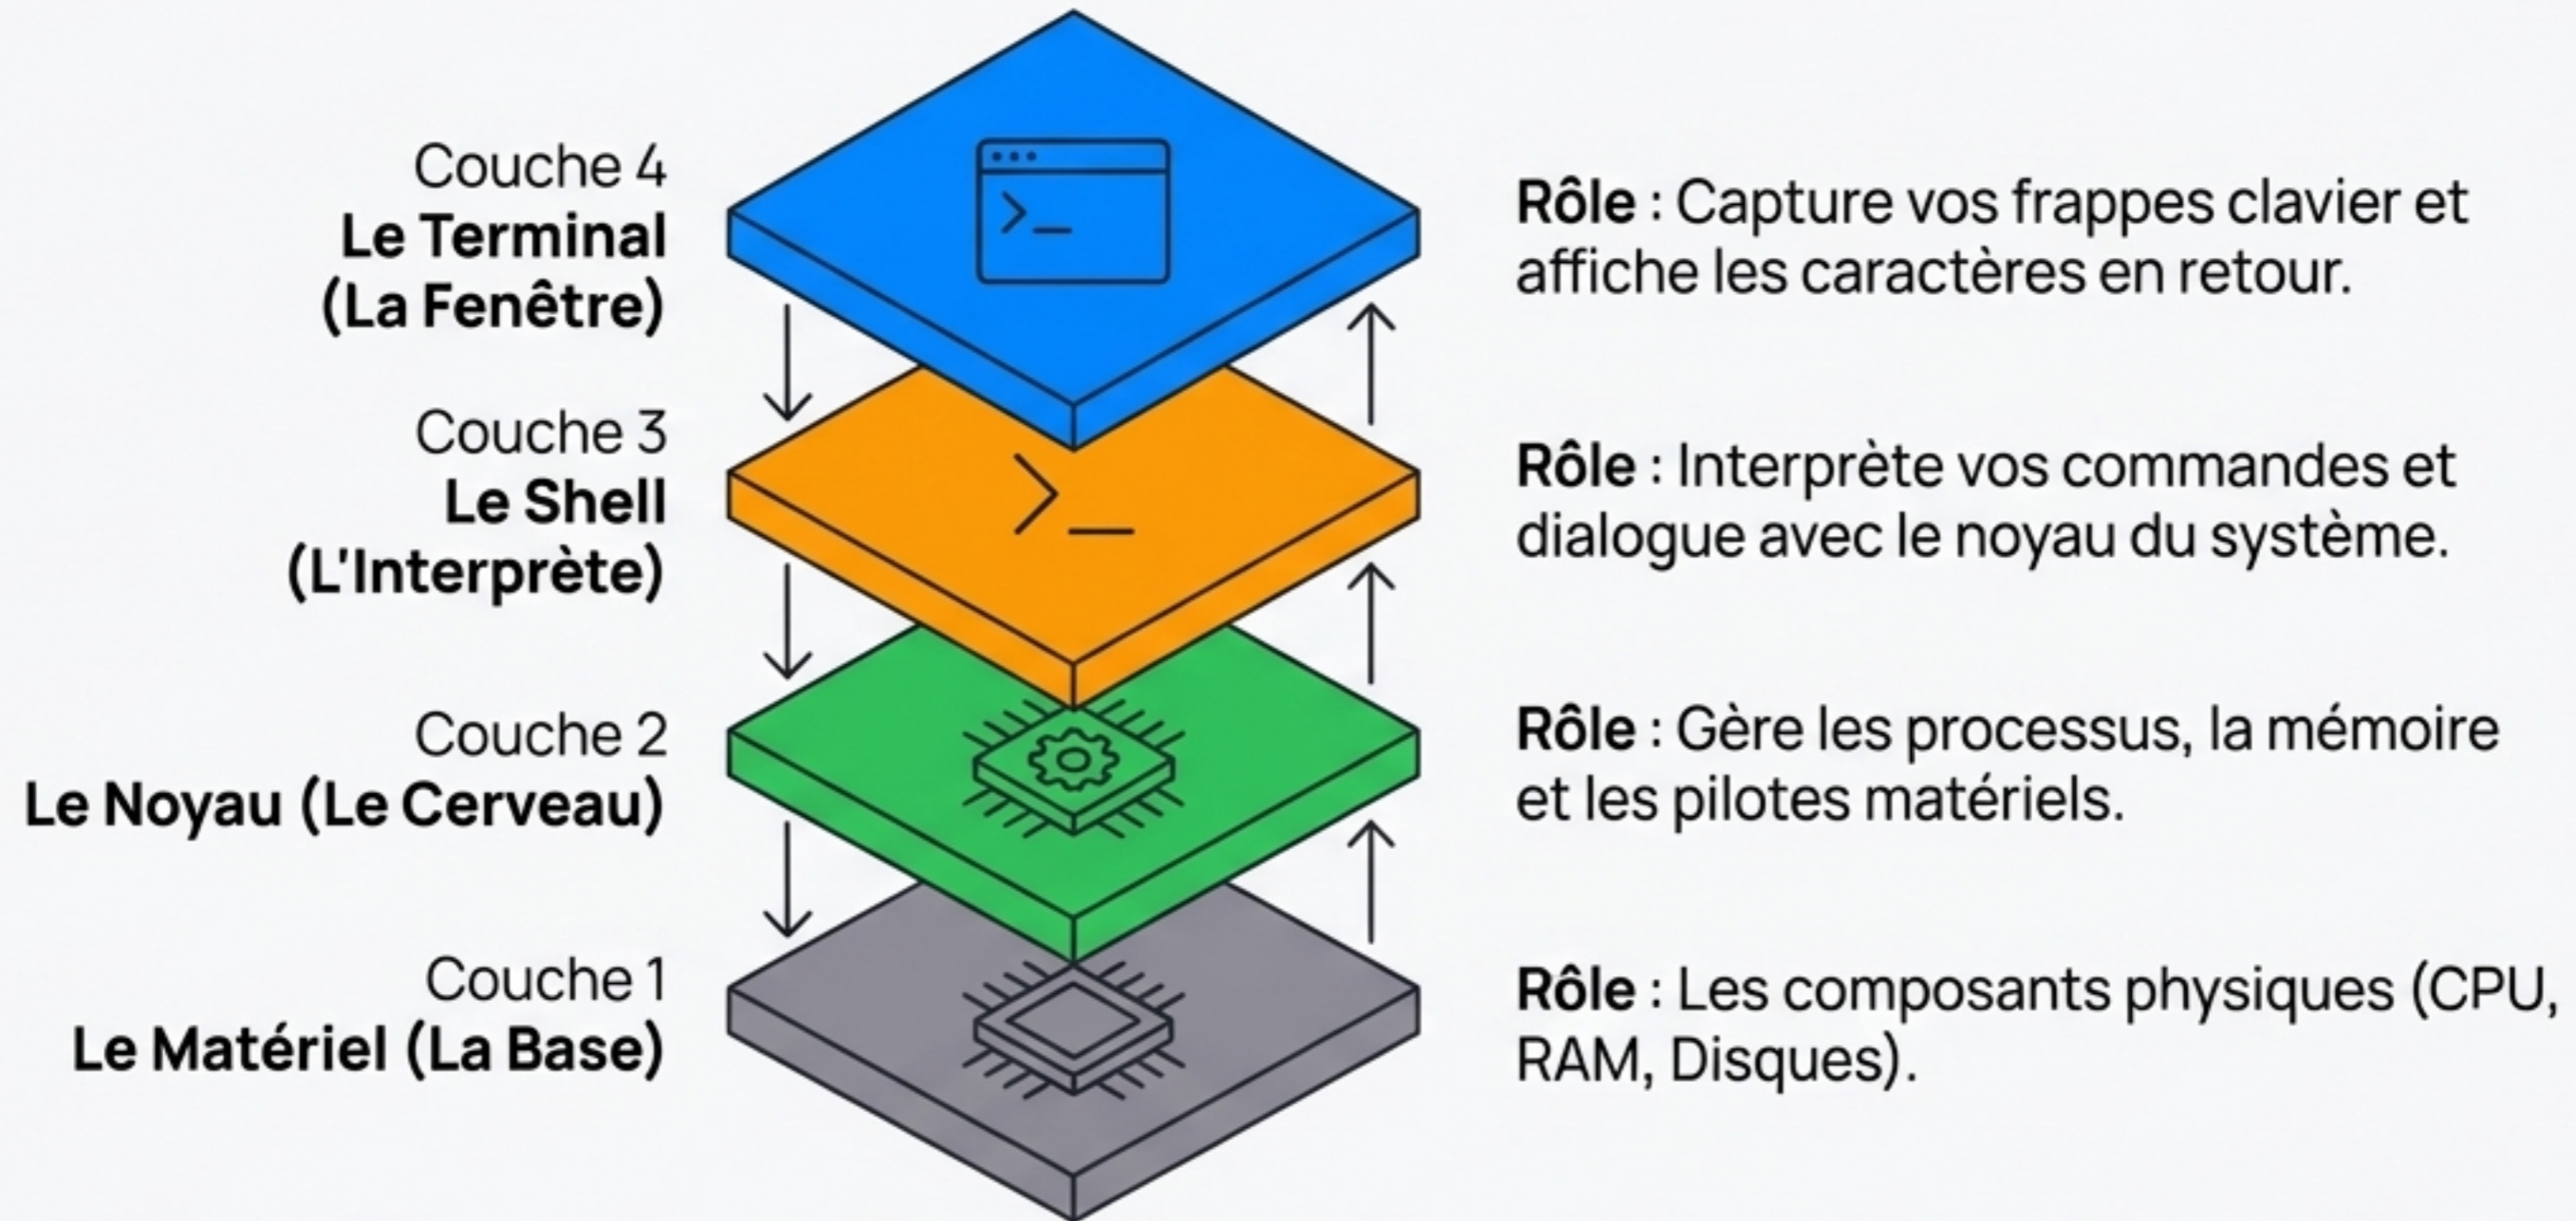 Couche 4
Le Terminal
(La Fenêtre)
Rôle : Capture vos frappes clavier et
affiche les caractères en retour.
Couche 3
Le Shell
(L'Interprète)
Rôle : Interprète vos commandes et
dialogue avec le noyau du système.
Couche 2
Le Noyau (Le Cerveau)
Rôle : Gère les processus, la mémoire
et les pilotes matériels.
Couche 1
Le Matériel (La Base)
Rôle : Les composants physiques (CPU,
RAM, Disques).